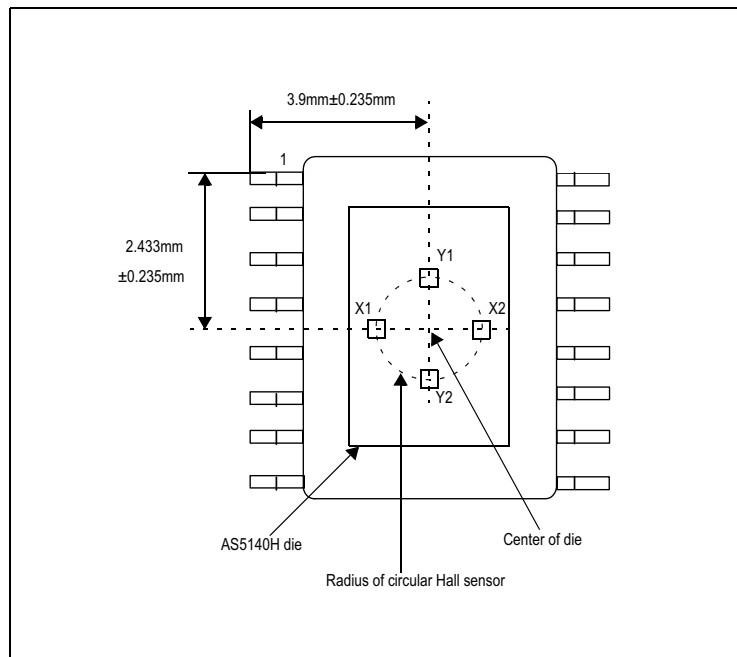 3.9mm±0.235mm
1
2.433mm
±0.235mm
Y1
X1
X2
Y2
AS5140H die
Center of die
Radius of circular Hall sensor